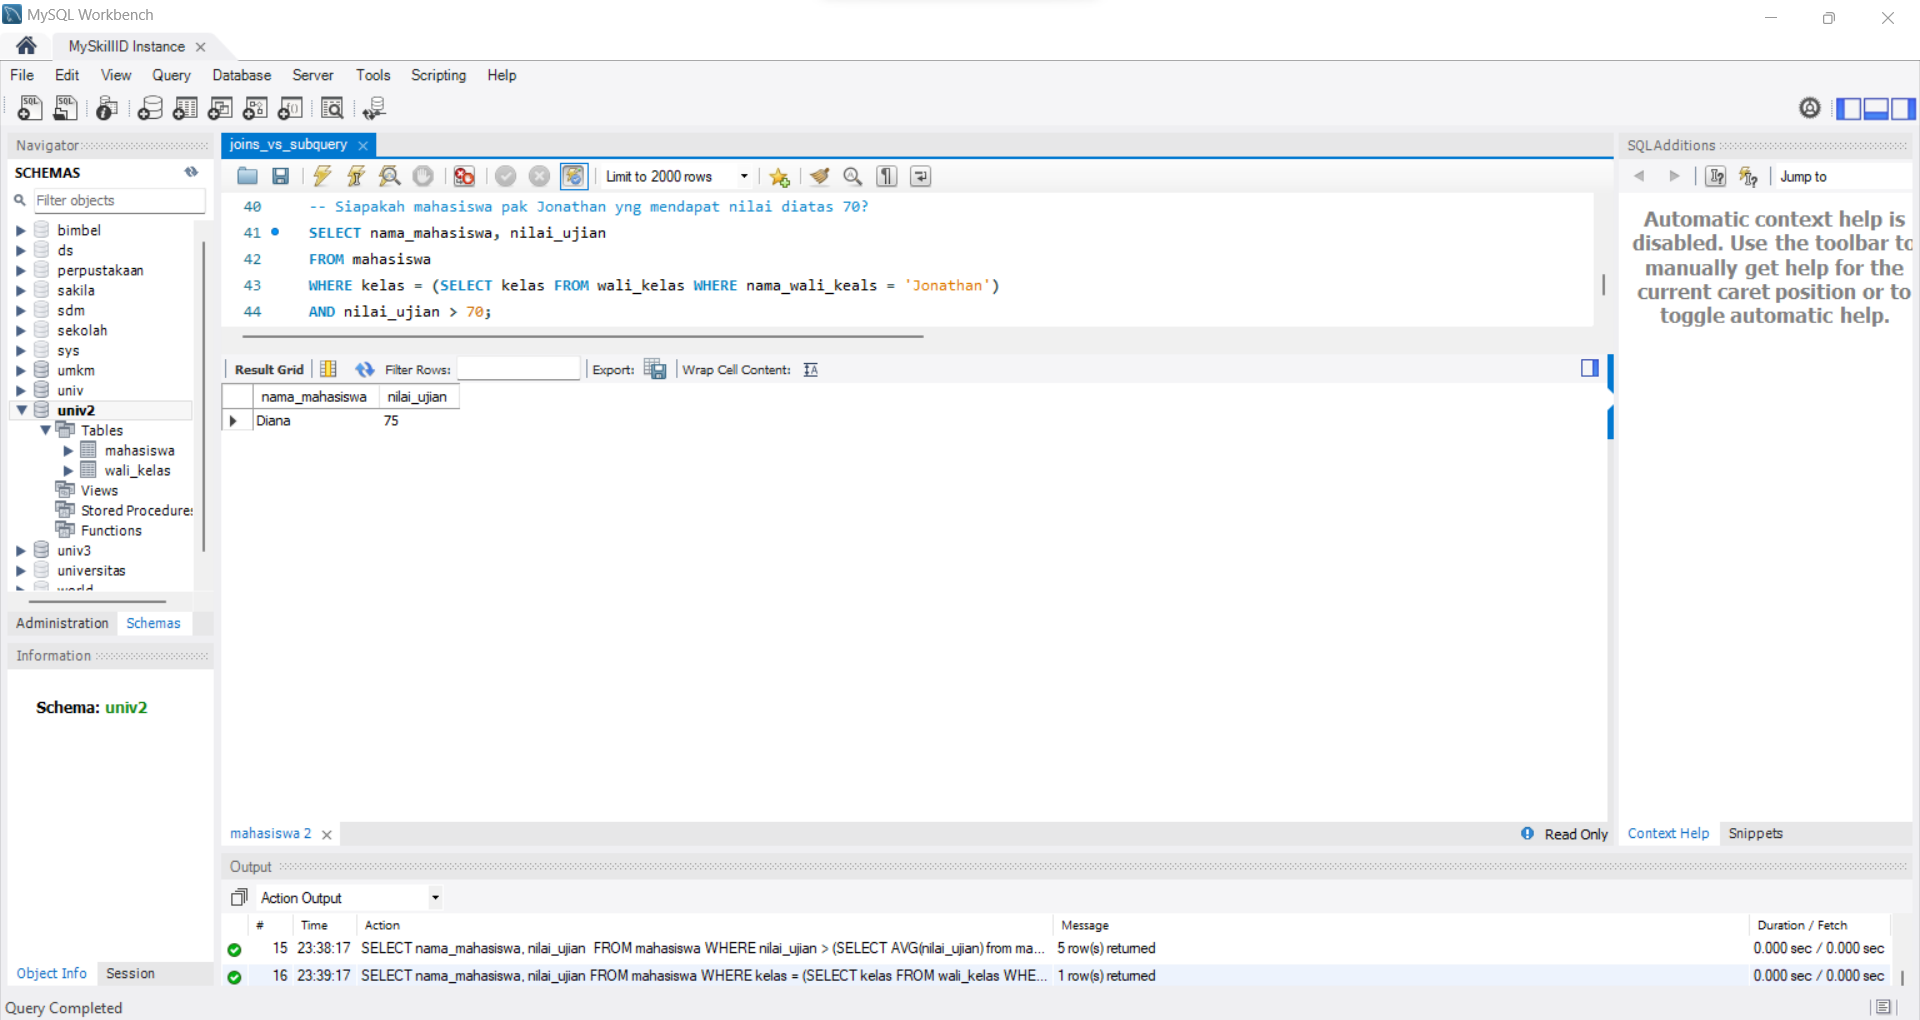 MySQL Workbench
MySkillID Instance
File Edit View Query Database Server Tools Scripting Help
Navigator
SCHEMAS
Filter objects
bimbel
ds
perpustakaan
sakila
sdm
sekolah
sys
umkm
univ
univ2
Tables
mahasiswa
wali_kelas
Views
Stored Procedures
Functions
univ3
universitas
world
Administration Schemas
Information
Schema: univ2
Object Info Session
Query Completed
joins_vs_subquery
Limit to 2000 rows
40 -- Siapakah mahasiswa pak Jonathan yng mendapat nilai diatas 70?
41 SELECT nama_mahasiswa, nilai_ujian
42 FROM mahasiswa
43 WHERE kelas = (SELECT kelas FROM wali_kelas WHERE nama_wali_keals = 'Jonathan')
44 AND nilai_ujian > 70;
Result Grid Filter Rows: Export: Wrap Cell Content:
nama_mahasiswa nilai_ujian
Diana 75
mahasiswa 2
Read Only
SQLAdditions
Jump to
Automatic context help is
disabled. Use the toolbar to
manually get help for the
current caret position or to
toggle automatic help.
Context Help Snippets
Output
Action Output
# Time Action Message Duration / Fetch
15 23:38:17 SELECT nama_mahasiswa, nilai_ujian FROM mahasiswa WHERE nilai_ujian > (SELECT AVG(nilai_ujian) from ma... 5 row(s) returned 0.000 sec / 0.000 sec
16 23:39:17 SELECT nama_mahasiswa, nilai_ujian FROM mahasiswa WHERE kelas = (SELECT kelas FROM wali_kelas WHE... 1 row(s) returned 0.000 sec / 0.000 sec